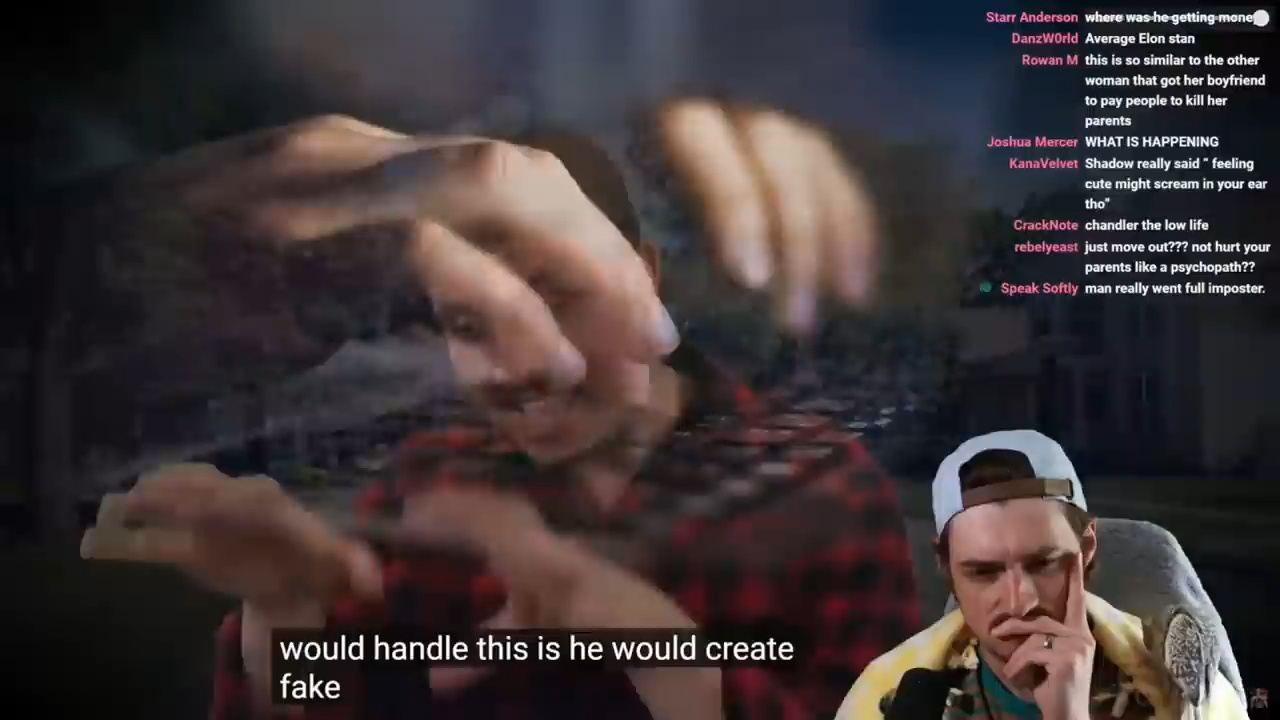 Starr Anderson where was he getting money
DanzW0rld Average Elon stan
Rowan M this is so similar to the other
woman that got her boyfriend
to pay people to kill her
parents
Joshua Mercer WHAT IS HAPPENING
KanaVelvet Shadow really said " feeling
cute might scream in your ear
tho"
CrackNote chandler the low life
rebelyeast just move out??? not hurt your
parents like a psychopath??
Speak Softly man really went full imposter.
would handle this is he would create
fake